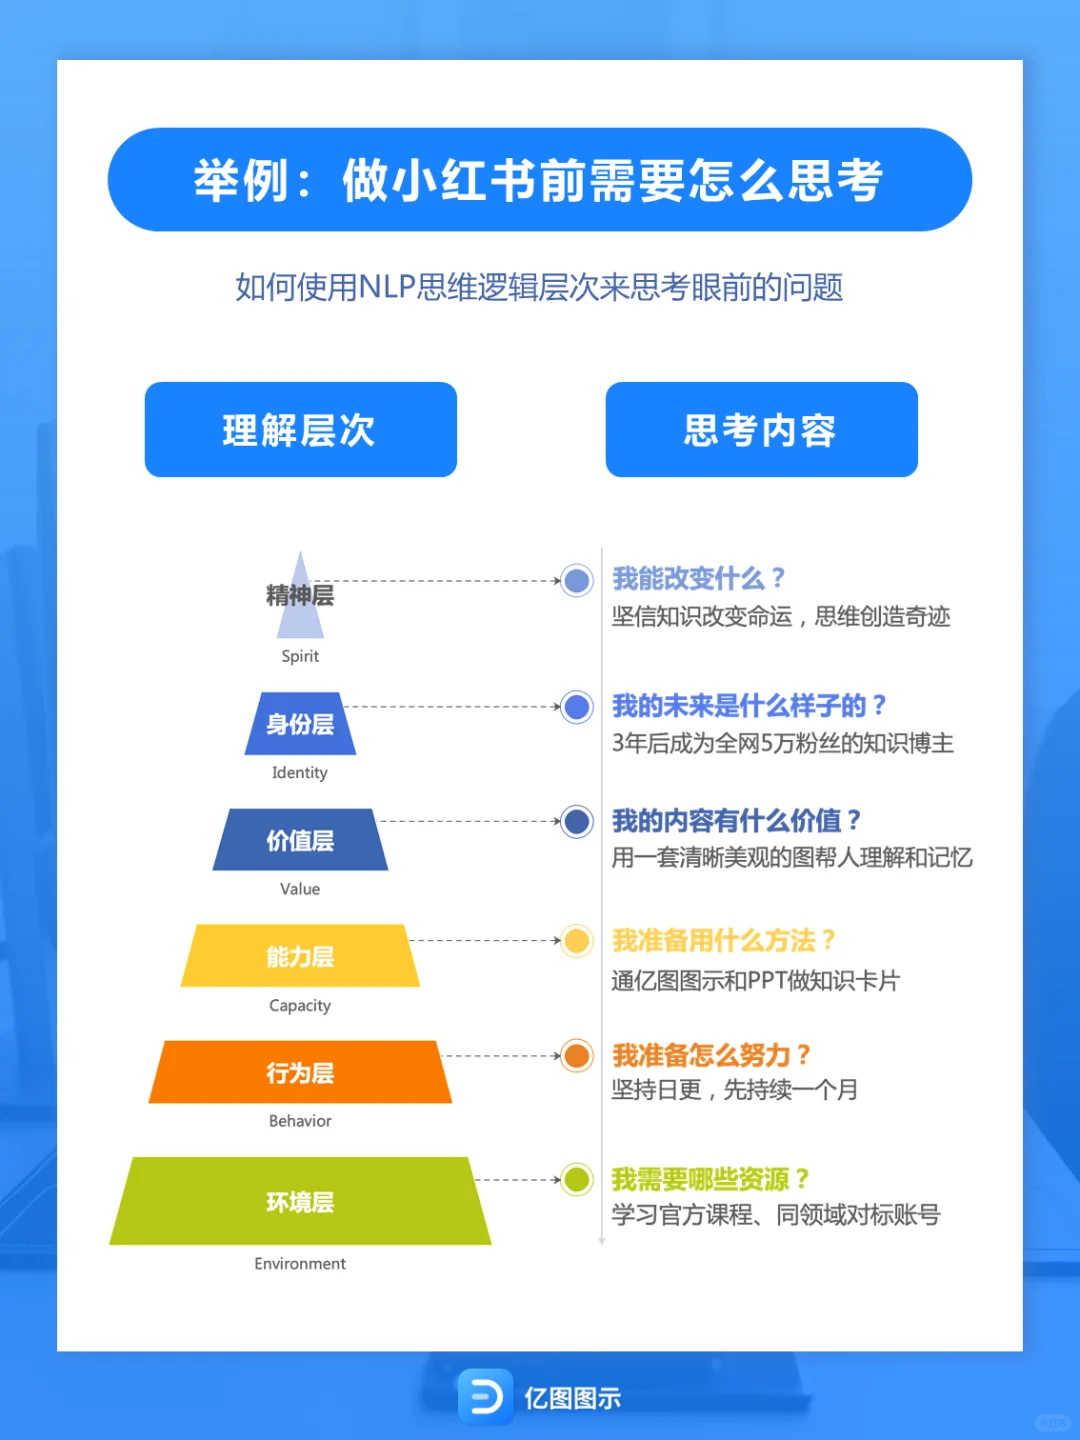 举例：做小红书前需要怎么思考
如何使用NLP思维逻辑层次来思考眼前的问题
理解层次
思考内容
精神层
Spirit
我能改变什么？
坚信知识改变命运，思维创造奇迹
身份层
Identity
我的未来是什么样子的？
3年后成为全网5万粉丝的知识博主
价值层
Value
我的内容有什么价值？
用一套清晰美观的图帮人理解和记忆
能力层
Capacity
我准备用什么方法？
通亿图图示和PPT做知识卡片
行为层
Behavior
我准备怎么努力？
坚持日更，先持续一个月
环境层
Environment
我需要哪些资源？
学习官方课程、同领域对标账号
亿图图示